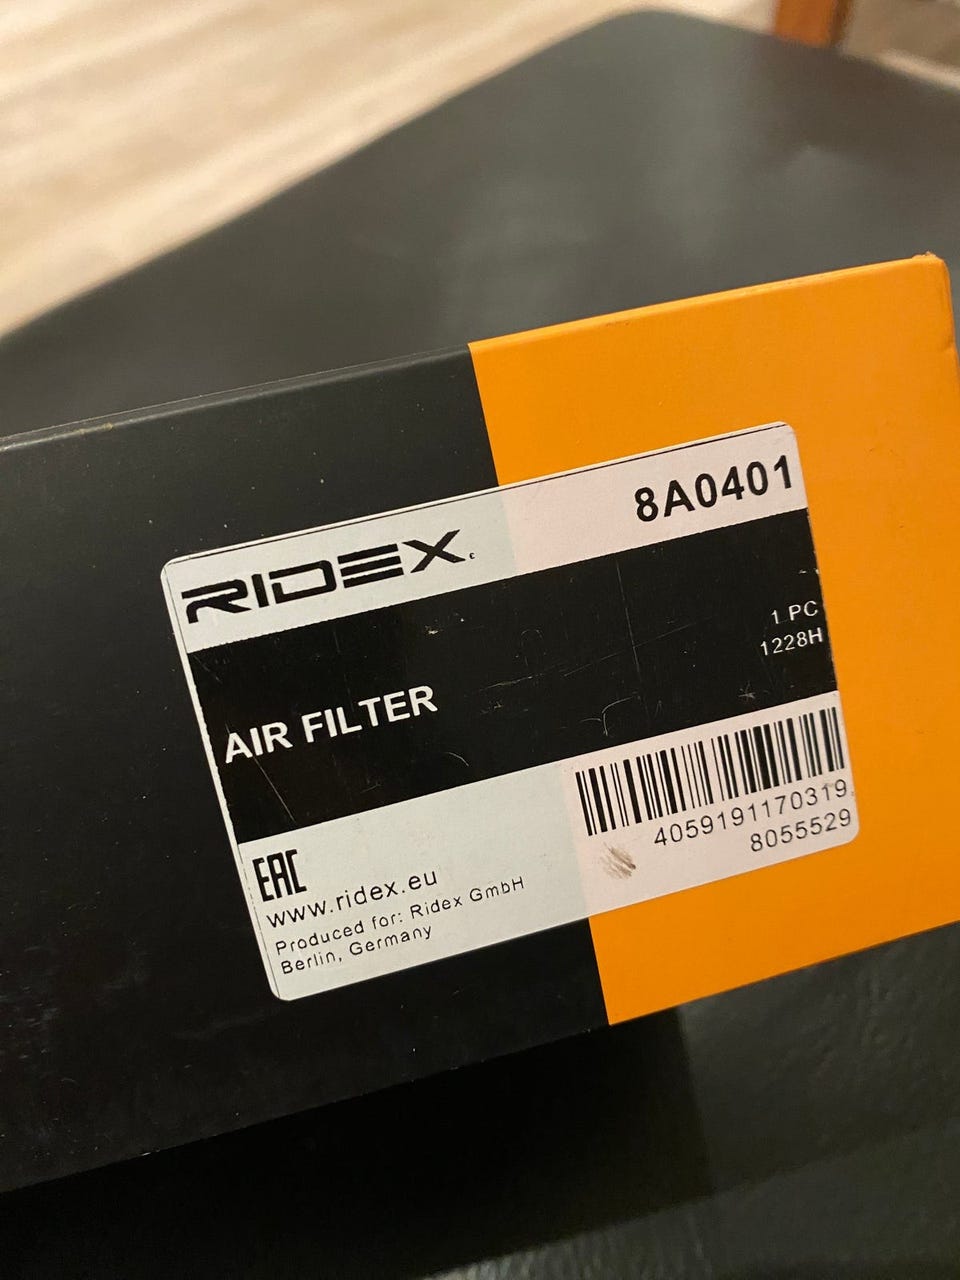 8A0401
RIDEX
1 PC
1228H
AIR FILTER
4059191170319
8055529
EAC
www.ridex.eu
Produced for: Ridex GmbH
Berlin, Germany